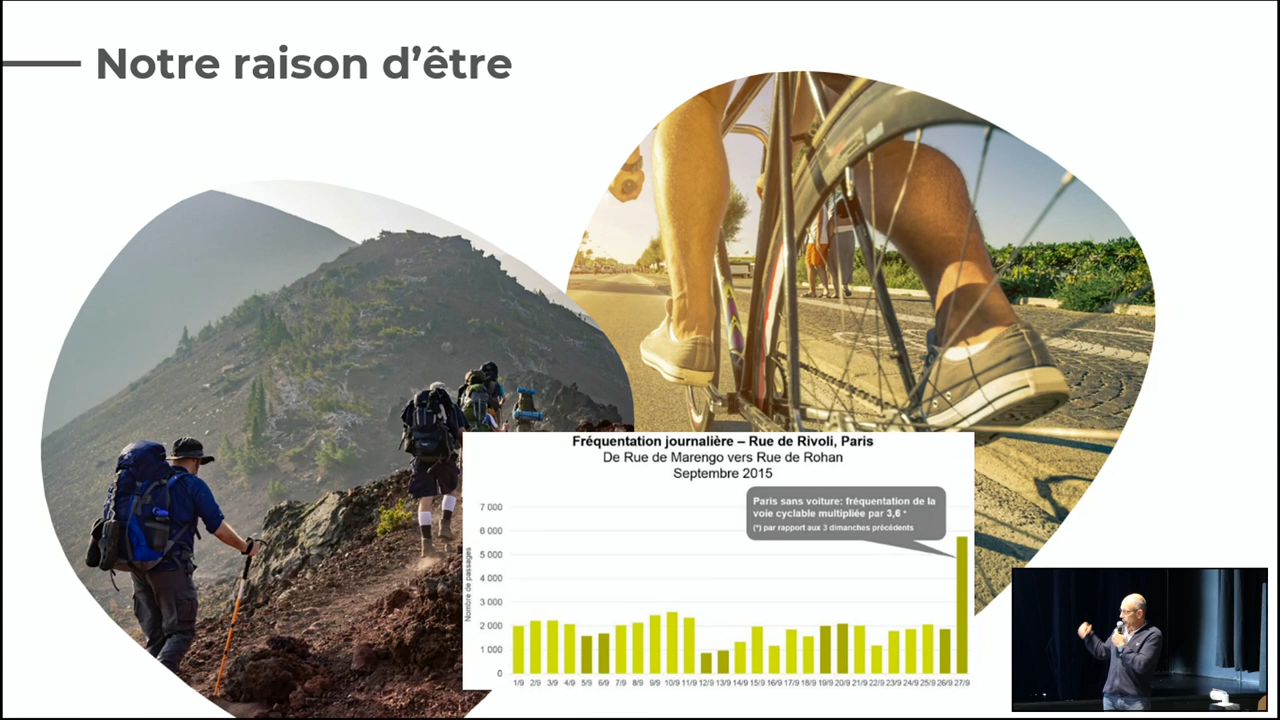 Notre raison d’être
Fréquentation journalière – Rue de Rivoli, Paris
De Rue de Marengo vers Rue de Rohan
Septembre 2015
Paris sans voiture: fréquentation de la
voie cyclable multipliée par 3,6 *
(*) par rapport aux 3 dimanches précédents
Nombre de passages
7 000
6 000
5 000
4 000
3 000
2 000
1 000
0
1/9 2/9 3/9 4/9 5/9 6/9 7/9 8/9 9/9 10/9 11/9 12/9 13/9 14/9 15/9 16/9 17/9 18/9 19/9 20/9 21/9 22/9 23/9 24/9 25/9 26/9 27/9